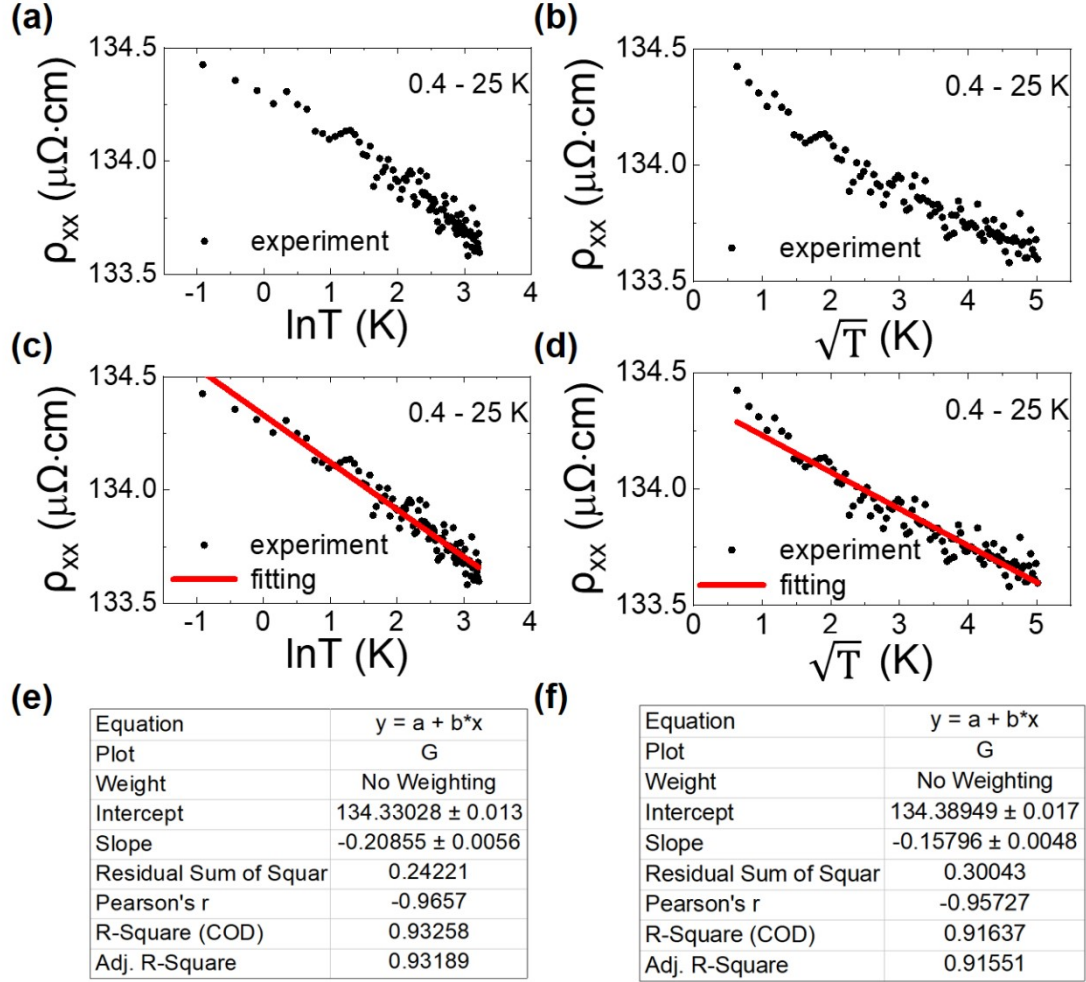 (a)
134.5
134.0
133.5
ρxx (μΩ·cm)
0.4 - 25 K
experiment
-1 0 1 2 3 4
lnT (K)
(b)
134.5
134.0
133.5
ρxx (μΩ·cm)
0.4 - 25 K
experiment
0 1 2 3 4 5
√T (K)
(c)
134.5
134.0
133.5
ρxx (μΩ·cm)
0.4 - 25 K
experiment
fitting
-1 0 1 2 3 4
lnT (K)
(d)
134.5
134.0
133.5
ρxx (μΩ·cm)
0.4 - 25 K
experiment
fitting
0 1 2 3 4 5
√T (K)
(e)
Equation y = a + b*x
Plot G
Weight No Weighting
Intercept 134.33028 ± 0.013
Slope -0.20855 ± 0.0056
Residual Sum of Squar 0.24221
Pearson's r -0.9657
R-Square (COD) 0.93258
Adj. R-Square 0.93189
(f)
Equation y = a + b*x
Plot G
Weight No Weighting
Intercept 134.38949 ± 0.017
Slope -0.15796 ± 0.0048
Residual Sum of Squar 0.30043
Pearson's r -0.95727
R-Square (COD) 0.91637
Adj. R-Square 0.91551